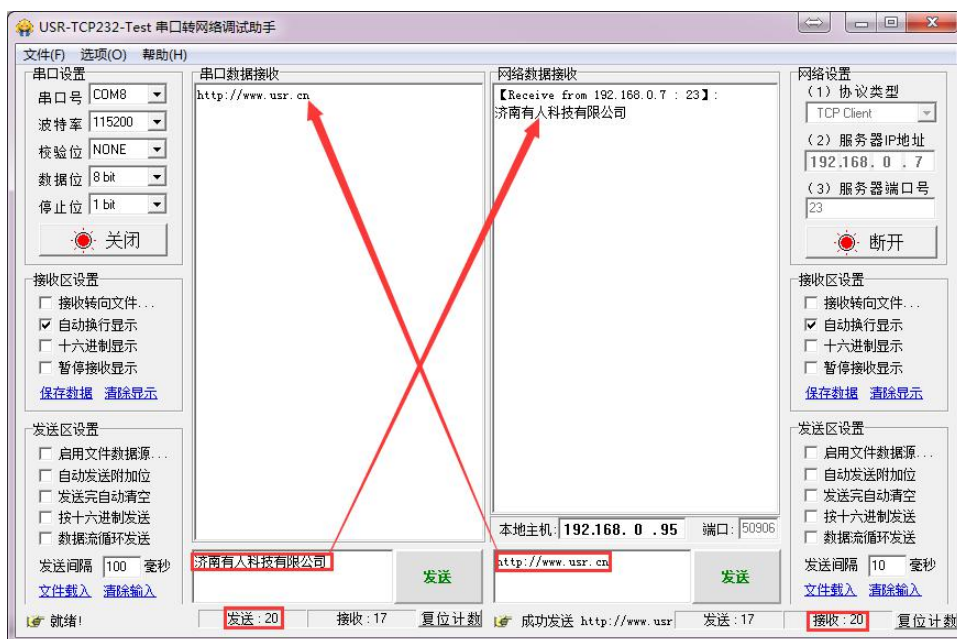 USR-TCP232-Test 串口转网络调试助手
文件(F) 选项(O) 帮助(H)
串口设置
串口号 COM8
波特率 115200
校验位 NONE
数据位 8 bit
停止位 1 bit
关闭
接收区设置
接收转向文件...
自动换行显示
十六进制显示
暂停接收显示
保存数据 清除显示
发送区设置
启用文件数据源...
自动发送附加位
发送完自动清空
按十六进制发送
数据流循环发送
发送间隔 100 毫秒
文件载入 清除输入
就绪!
串口数据接收
http://www.usr.cn
济南有人科技有限公司
发送
发送:20 接收:17 复位计数
网络数据接收
【Receive from 192.168.0.7 : 23】:
济南有人科技有限公司
本地主机: 192.168. 0 .95 端口: 50906
http://www.usr.cn
发送
成功发送 http://www.usr 发送:17 接收:20 复位计数
网络设置
(1) 协议类型
TCP Client
(2) 服务器IP地址
192.168. 0 . 7
(3) 服务器端口号
23
断开
接收区设置
接收转向文件...
自动换行显示
十六进制显示
暂停接收显示
保存数据 清除显示
发送区设置
启用文件数据源...
自动发送附加位
发送完自动清空
按十六进制发送
数据流循环发送
发送间隔 10 毫秒
文件载入 清除输入